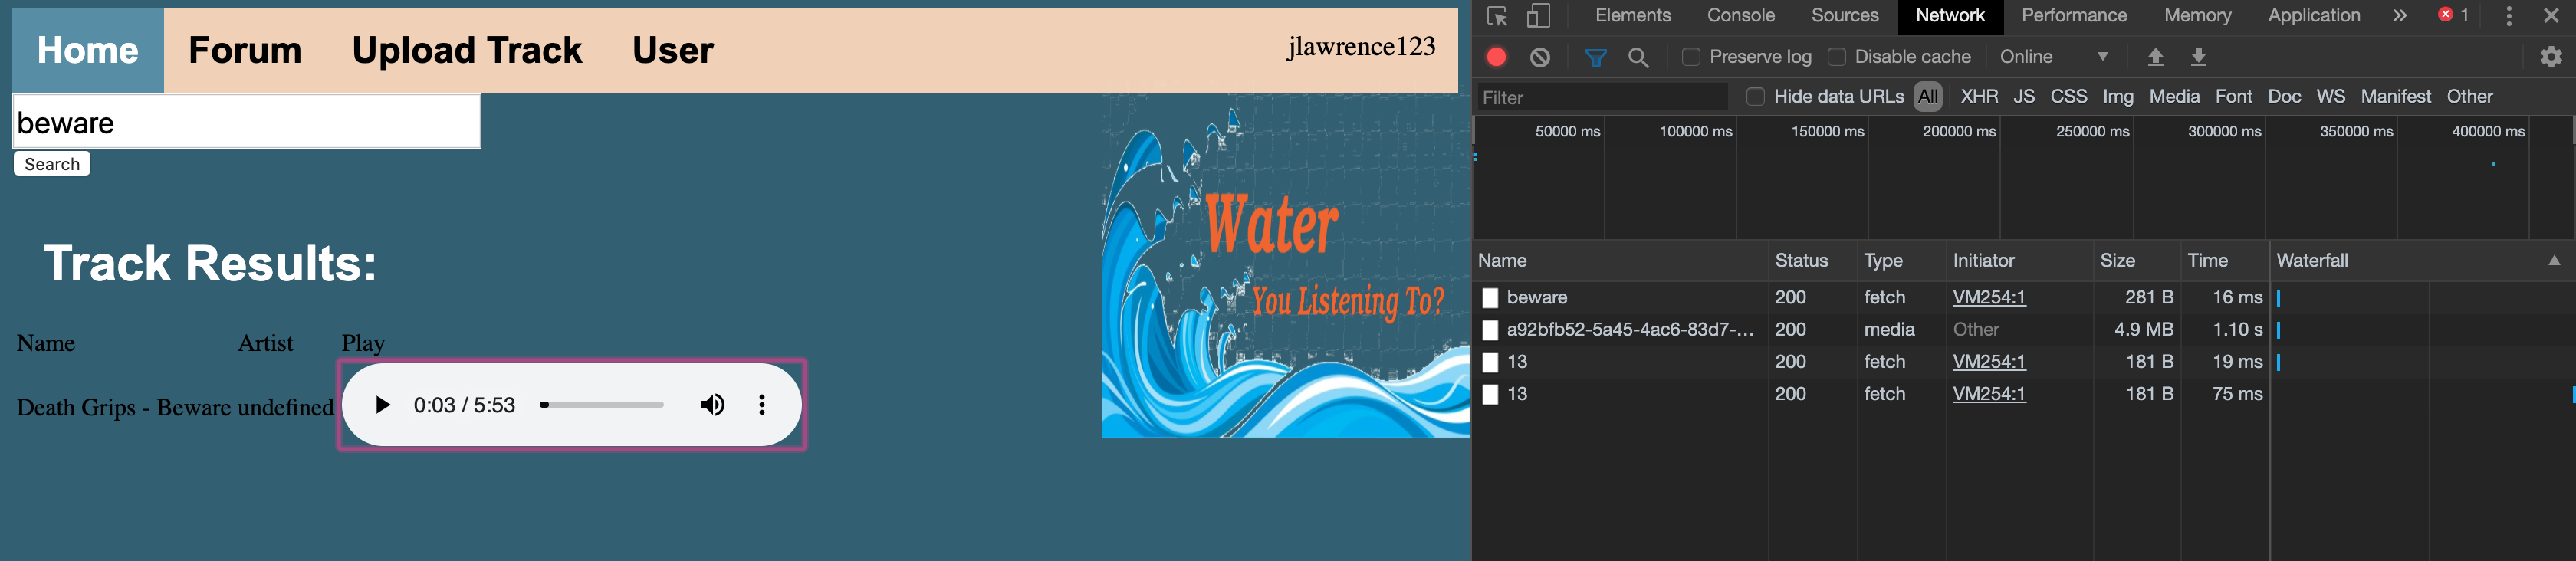 Home Forum Upload Track User jlawrence123
beware
Search
Water
You Listening To?
Track Results:
Name Artist Play
Death Grips - Beware undefined 0:03 / 5:53
Elements Console Sources Network Performance Memory Application » 1
Preserve log Disable cache Online
Filter Hide data URLs All XHR JS CSS Img Media Font Doc WS Manifest Other
50000 ms 100000 ms 150000 ms 200000 ms 250000 ms 300000 ms 350000 ms 400000 ms
Name Status Type Initiator Size Time Waterfall
beware 200 fetch VM254:1 281 B 16 ms
a92bfb52-5a45-4ac6-83d7-... 200 media Other 4.9 MB 1.10 s
13 200 fetch VM254:1 181 B 19 ms
13 200 fetch VM254:1 181 B 75 ms